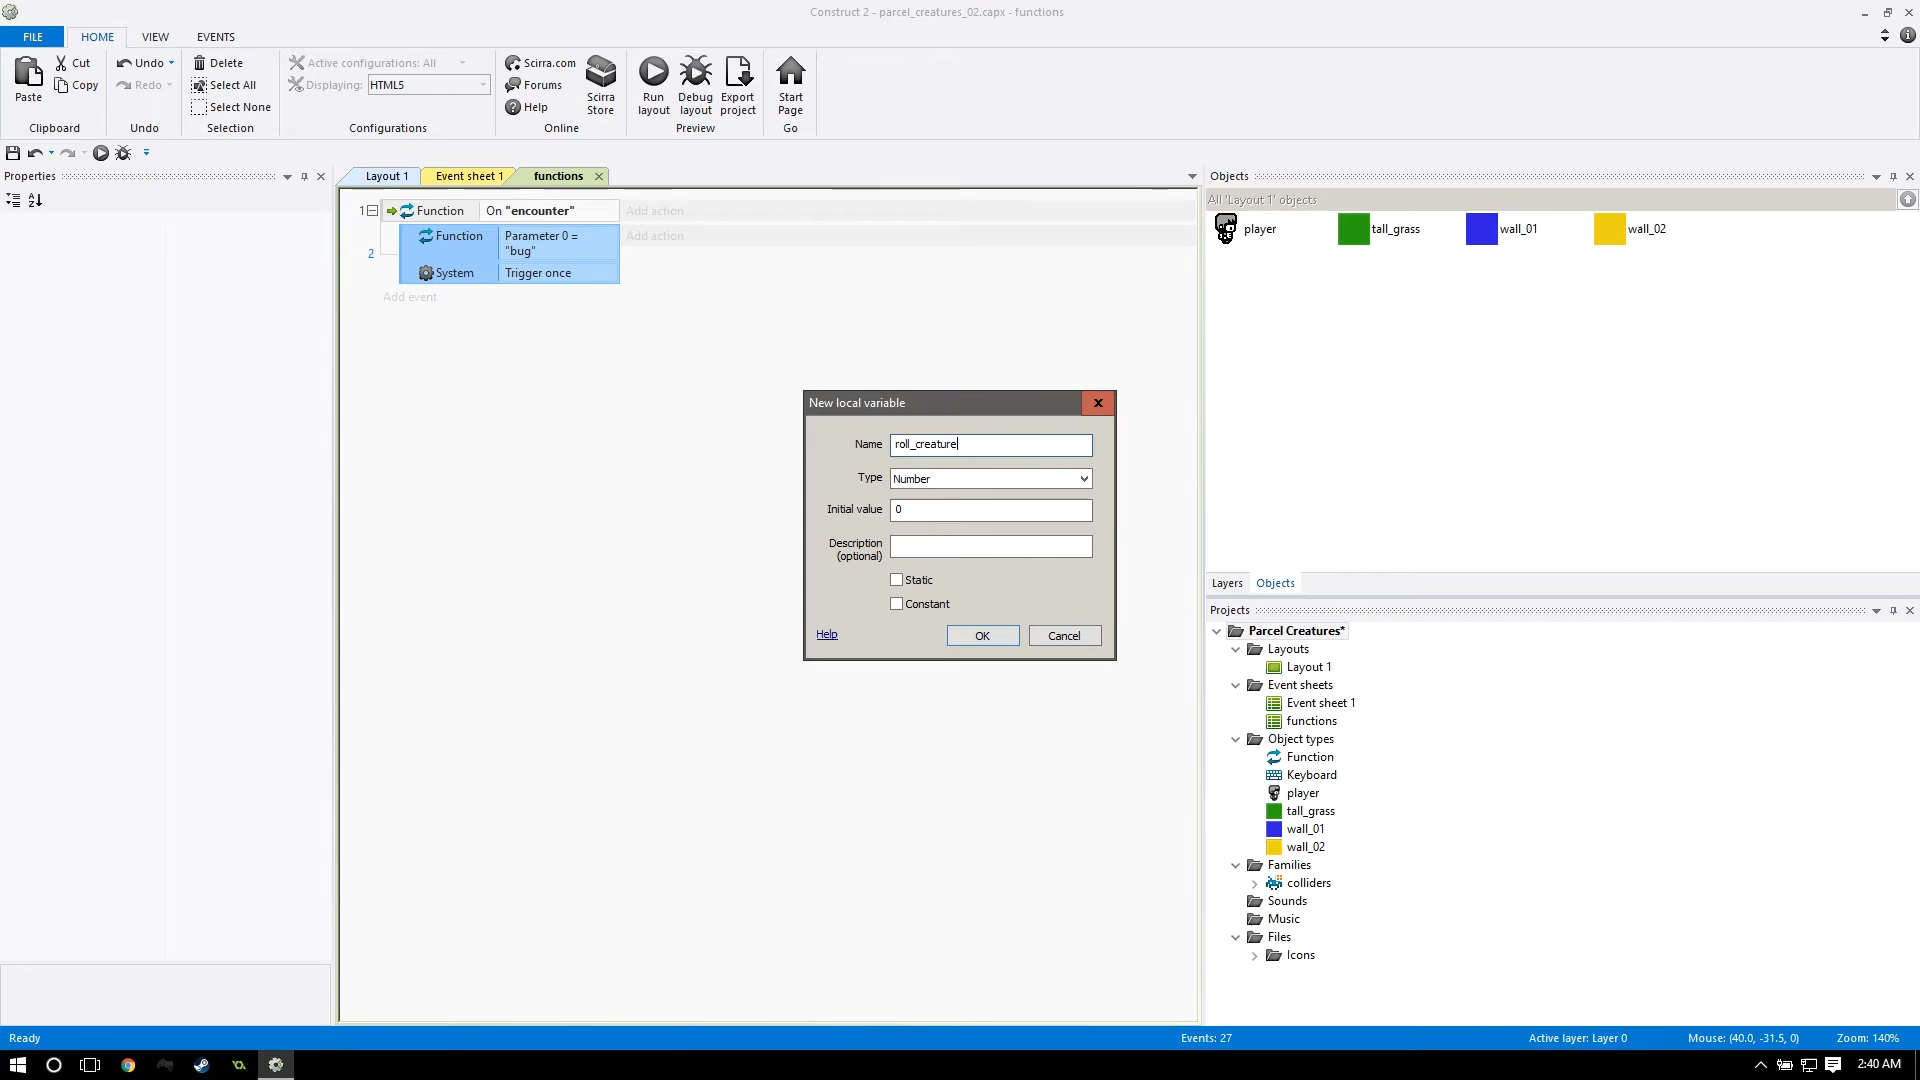 Construct 2 - parcel_creatures_02.capx - functions
FILE HOME VIEW EVENTS
Paste Cut Copy
Clipboard
Undo Redo
Undo
Delete
Select All
Select None
Selection
Active configurations: All
Displaying: HTML5
Configurations
Scirra.com
Forums
Help
Scirra Store
Online
Run layout
Debug layout
Export project
Preview
Start Page
Go
Properties
Layout 1 Event sheet 1 functions
1 Function On "encounter" Add action
2 Function Parameter 0 = "bug" Add action
System Trigger once
Add event
New local variable
Name roll_creature
Type Number
Initial value 0
Description (optional)
Static
Constant
Help OK Cancel
Objects
All 'Layout 1' objects
player tall_grass wall_01 wall_02
Layers Objects
Projects
Parcel Creatures*
Layouts
Layout 1
Event sheets
Event sheet 1
functions
Object types
Function
Keyboard
player
tall_grass
wall_01
wall_02
Families
colliders
Sounds
Music
Files
Icons
Ready Events: 27 Active layer: Layer 0 Mouse: (40.0, -31.5, 0) Zoom: 140%
2:40 AM